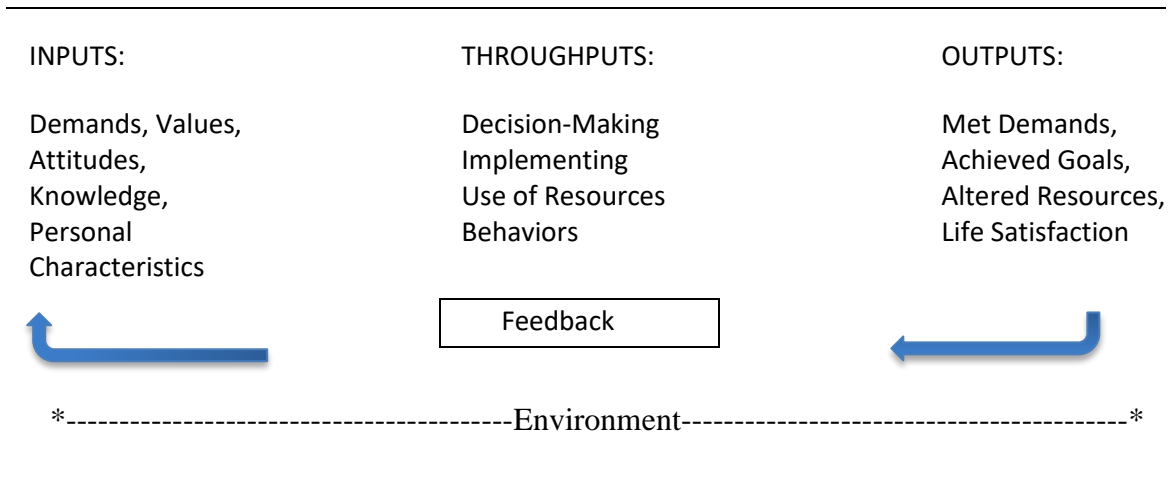 INPUTS:
Demands, Values,
Attitudes,
Knowledge,
Personal
Characteristics
THROUGHPUTS:
Decision-Making
Implementing
Use of Resources
Behaviors
OUTPUTS:
Met Demands,
Achieved Goals,
Altered Resources,
Life Satisfaction
Feedback
*------------------------------------------Environment------------------------------------------*